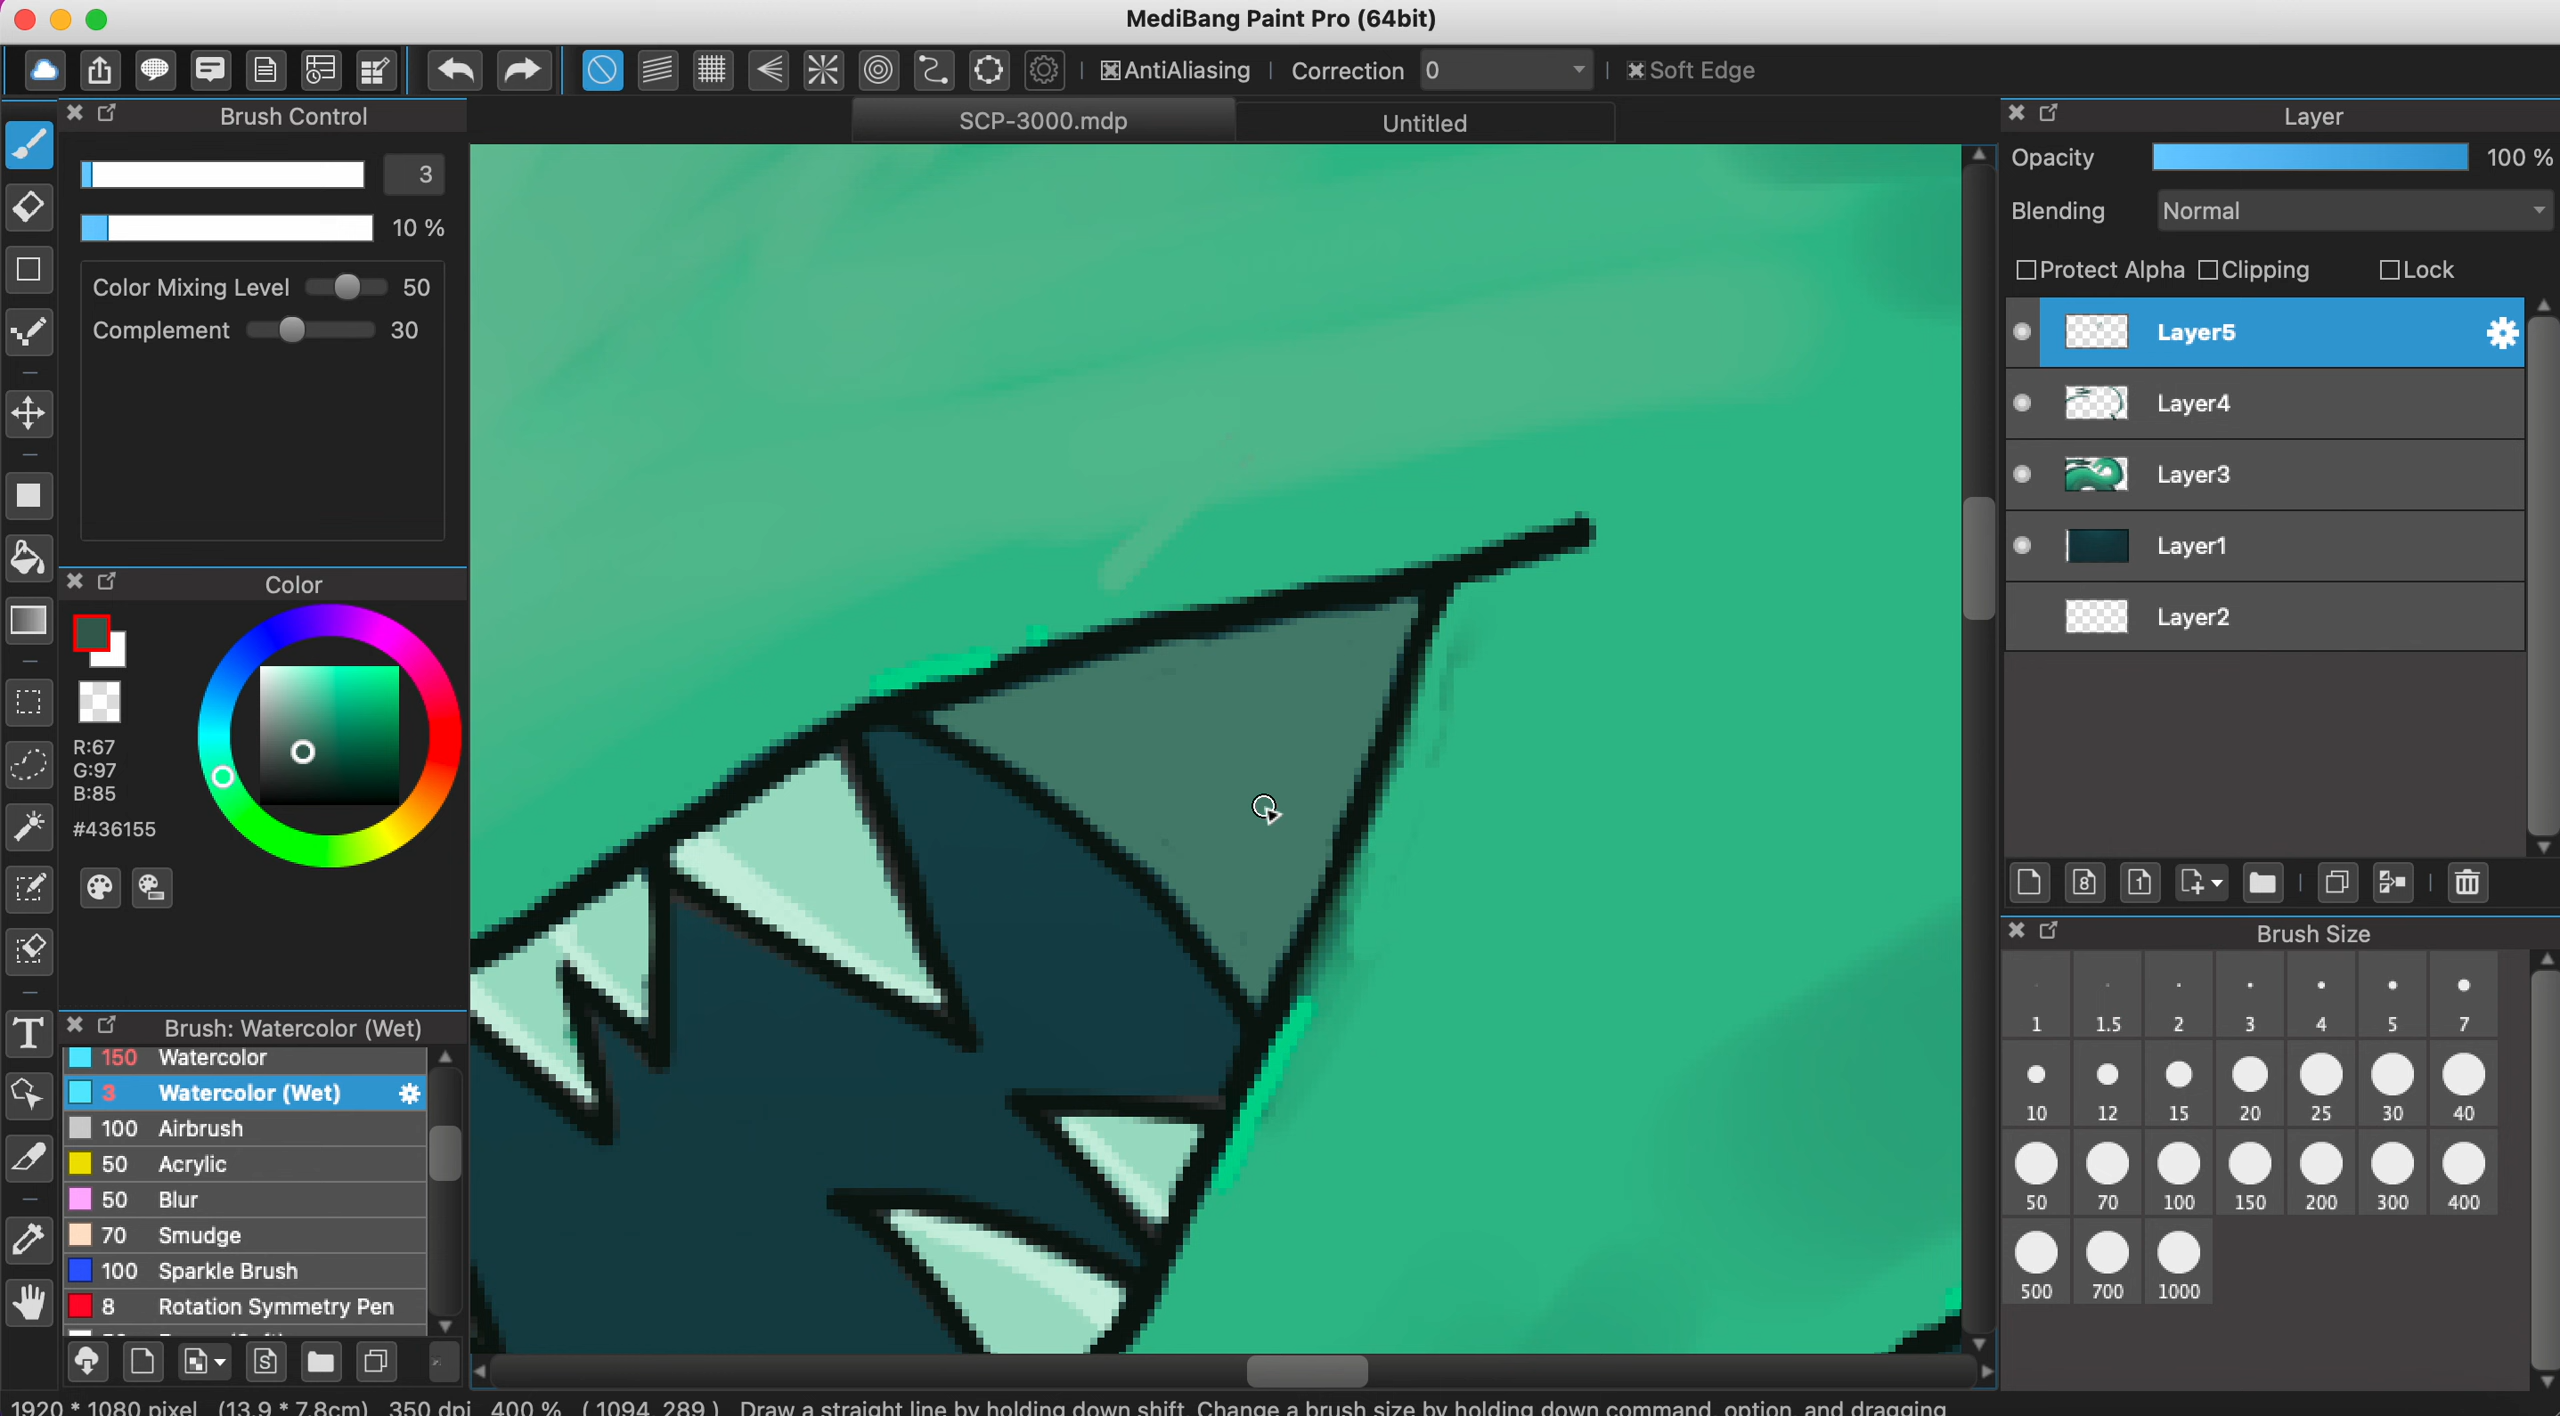 MediBang Paint Pro (64bit)
AntiAliasing
Correction 0
Soft Edge
Brush Control
SCP-3000.mdp
Untitled
Layer
3
10 %
Color Mixing Level 50
Complement 30
Opacity 100 %
Blending Normal
Protect Alpha Clipping Lock
Layer5
Layer4
Layer3
Layer1
Layer2
Color
R:67
G:97
B:85
#436155
8 1
Brush: Watercolor (Wet)
150 Watercolor
3 Watercolor (Wet)
100 Airbrush
50 Acrylic
50 Blur
70 Smudge
100 Sparkle Brush
8 Rotation Symmetry Pen
T
S
Brush Size
1 1.5 2 3 4 5 7
10 12 15 20 25 30 40
50 70 100 150 200 300 400
500 700 1000
1920 * 1080 pixel (13.9 * 7.8cm) 350 dpi 400 % ( 1094 289 ) Draw a straight line by holding down shift Change a brush size by holding down command, option, and dragging